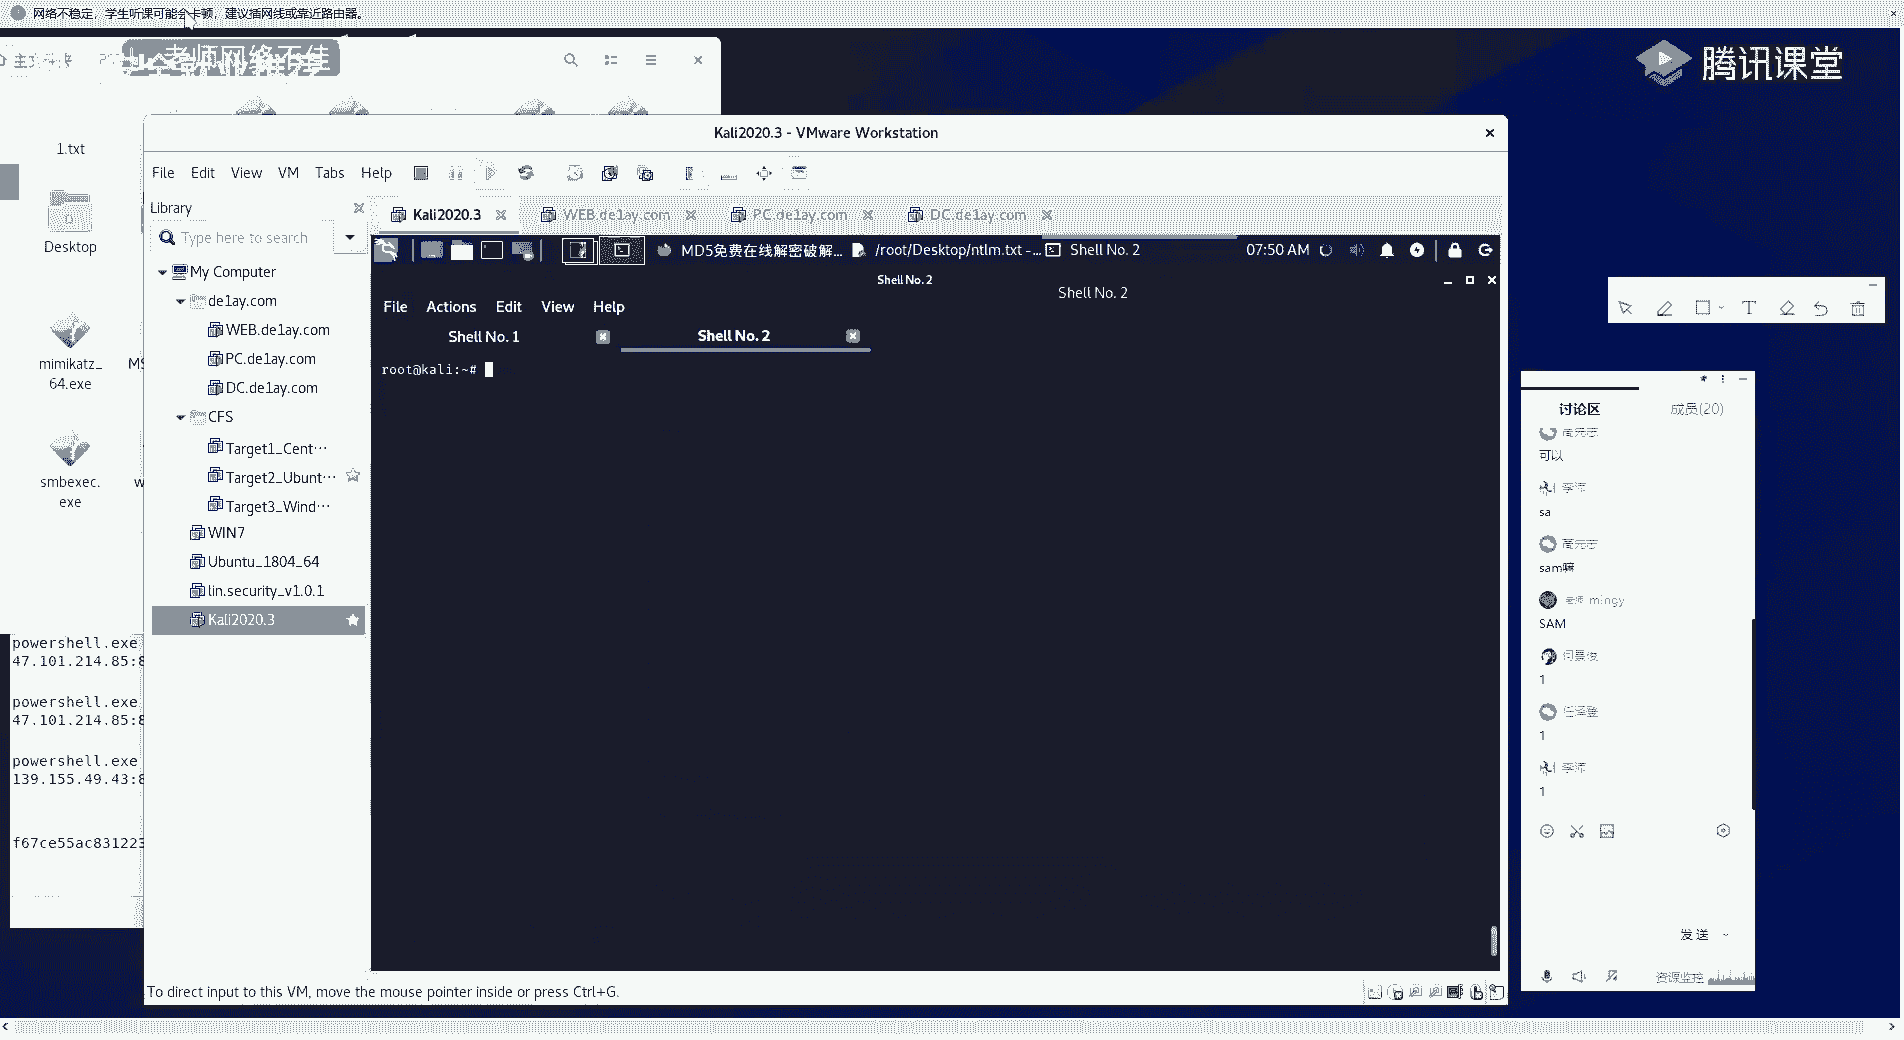 网络不稳定，学生听课可能会卡顿，建议插网线或靠近路由器。
老师网络不佳
腾讯课堂
1.txt
Desktop
mimikatz_
64.exe
smbexec.
exe
Kali2020.3 - VMware Workstation
File Edit View VM Tabs Help
Library
Type here to search
My Computer
de1ay.com
WEB.de1ay.com
PC.de1ay.com
DC.de1ay.com
CFS
Target1_Cent···
Target2_Ubunt···
Target3_Wind···
WIN7
Ubuntu_1804_64
lin.security_v1.0.1
Kali2020.3
Kali2020.3 WEB.de1ay.com PC.de1ay.com DC.de1ay.com
MD5免费在线解密破解... /root/Desktop/ntlm.txt -... Shell No. 2 07:50 AM
Shell No. 2
Shell No. 2
File Actions Edit View Help
Shell No. 1 Shell No. 2
root@kali:~#
powershell.exe
47.101.214.85:8
powershell.exe
47.101.214.85:8
powershell.exe
139.155.49.43:8
f67ce55ac831223
To direct input to this VM, move the mouse pointer inside or press Ctrl+G.
讨论区 成员(20)
可以
sa
sam嘛
老师 mingy
SAM
1
1
1
发送
资源监控